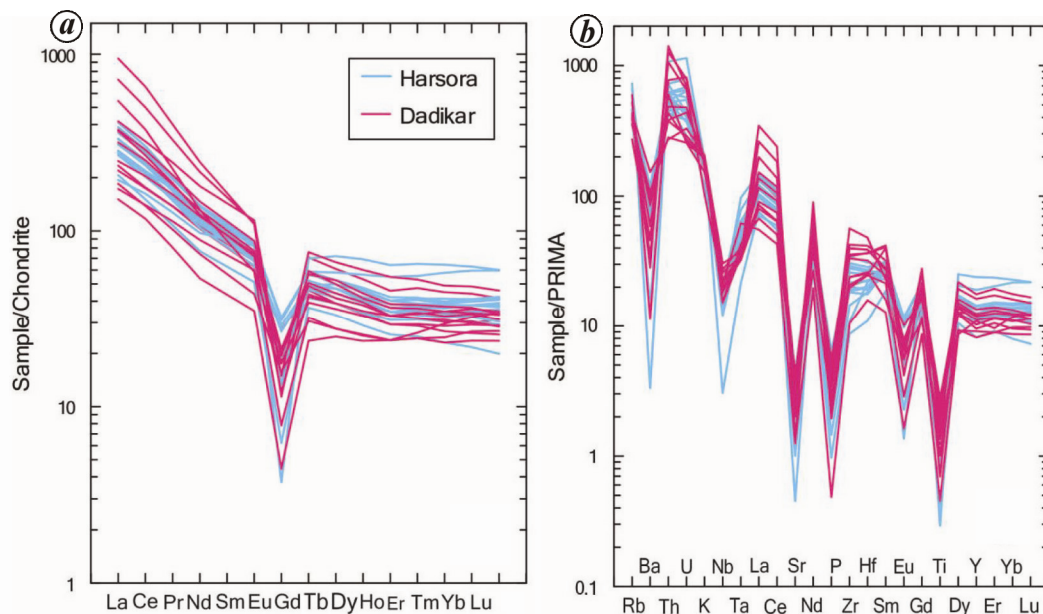 a
1000
100
10
1
Sample/Chondrite
Harsora
Dadikar
La Ce Pr Nd Sm Eu Gd Tb Dy Ho Er Tm Yb Lu
b
1000
100
10
1
0.1
Sample/PRIMA
Ba U Nb La Sr P Hf Eu Ti Y Yb
Rb Th K Ta Ce Nd Zr Sm Gd Dy Er Lu